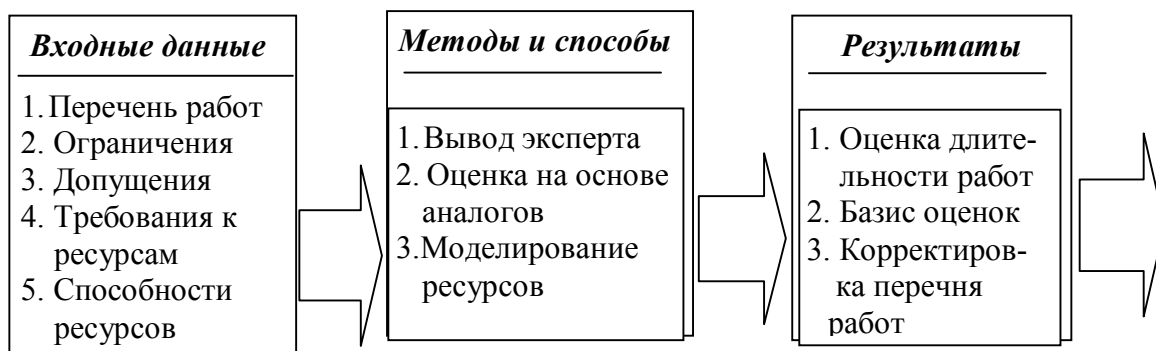 Входные данные
1. Перечень работ
2. Ограничения
3. Допущения
4. Требования к
ресурсам
5. Способности
ресурсов
Методы и способы
1. Вывод эксперта
2. Оценка на основе
аналогов
3.Моделирование
ресурсов
Результаты
1. Оценка длите-
льности работ
2. Базис оценок
3. Корректиров-
ка перечня
работ